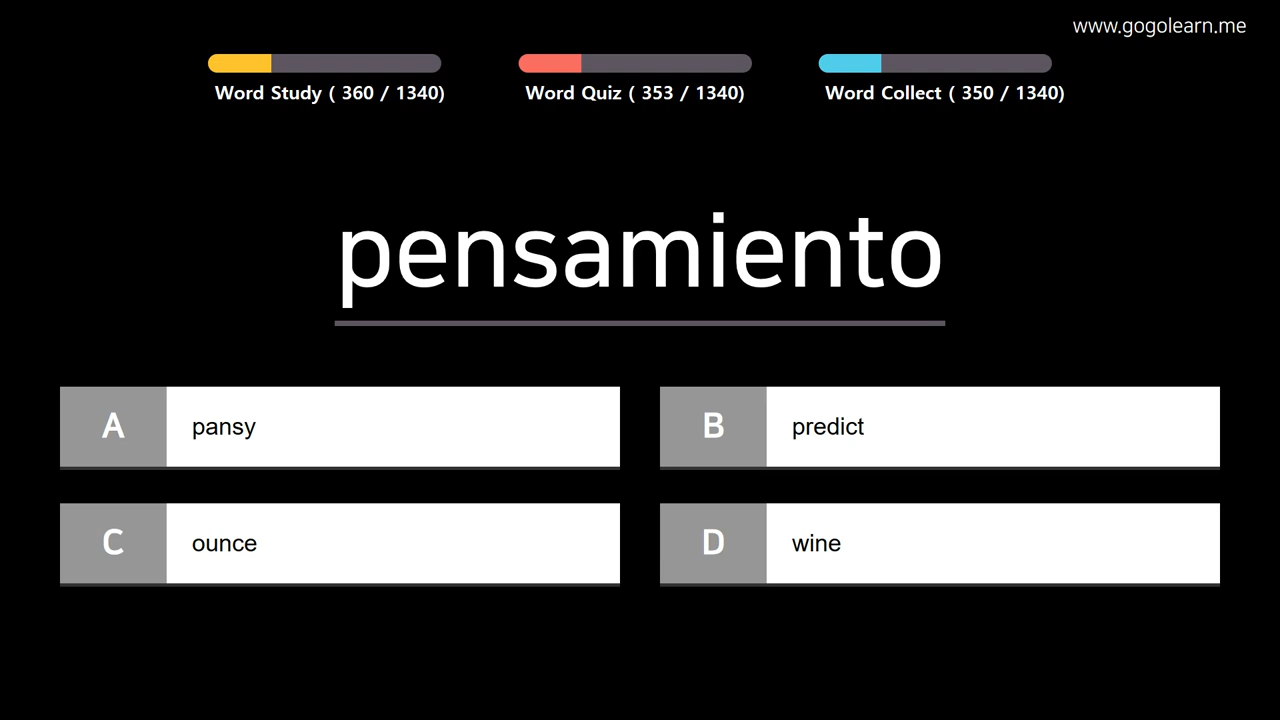 www.gogolearn.me
Word Study ( 360 / 1340)
Word Quiz ( 353 / 1340)
Word Collect ( 350 / 1340)
pensamiento
A pansy
B predict
C ounce
D wine